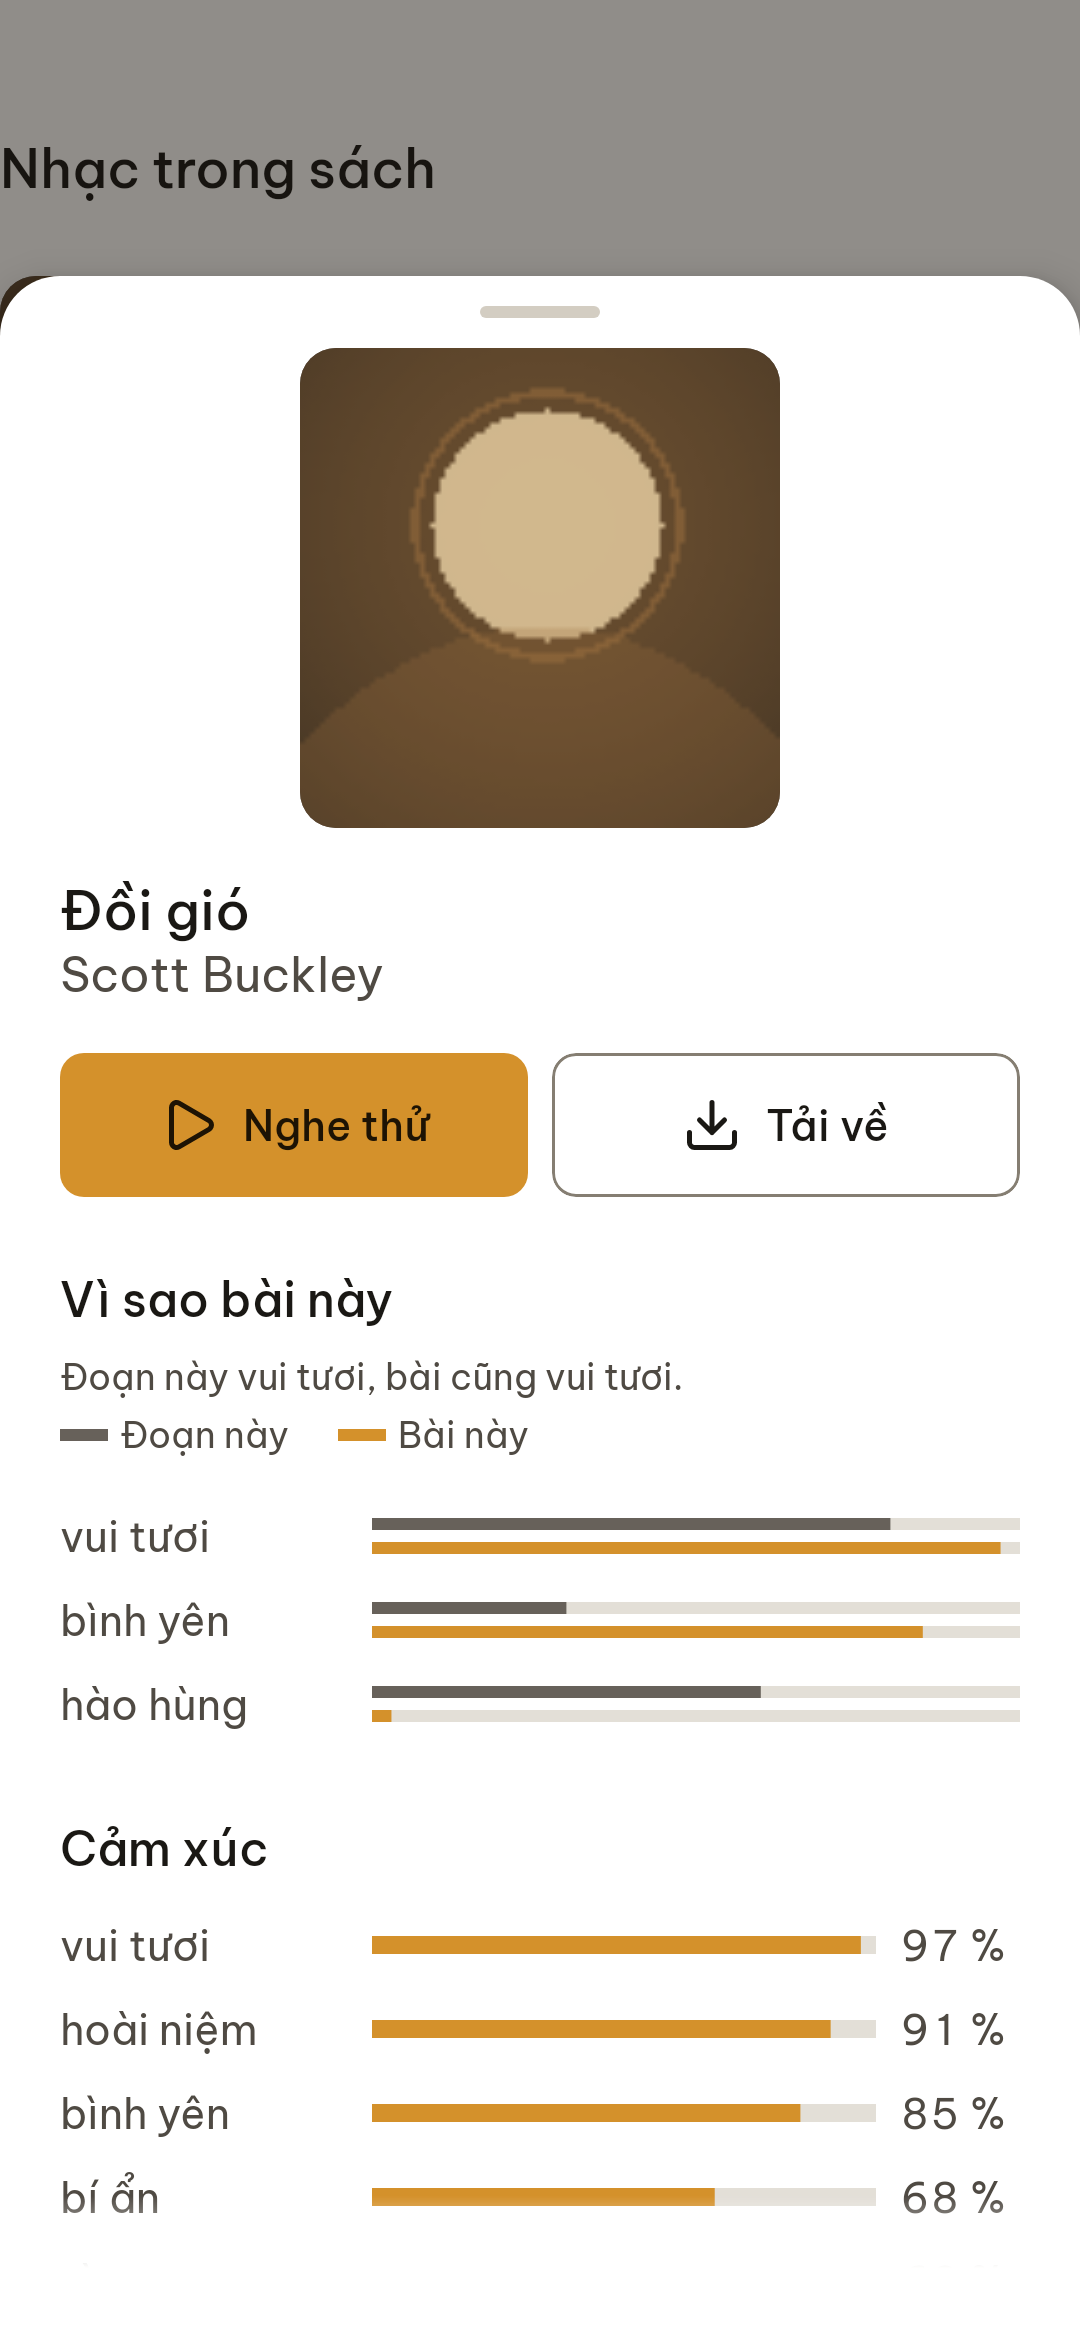 Nhạc trong sách
Đồi gió
Scott Buckley
Nghe thử
Tải về
Vì sao bài này
Đoạn này vui tươi, bài cũng vui tươi.
Đoạn này Bài này
vui tươi
bình yên
hào hùng
Cảm xúc
vui tươi 97 %
hoài niệm 91 %
bình yên 85 %
bí ẩn 68 %